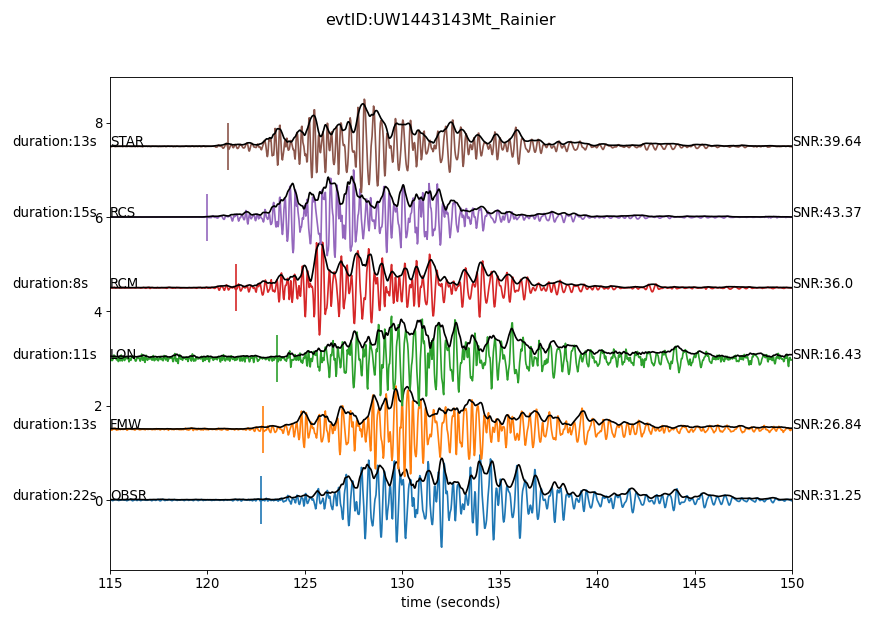 evtID:UW1443143Mt_Rainier
8
duration:13s STAR SNR:39.64
duration:15s RCS SNR:43.37
6
duration:8s RCM SNR:36.0
4
duration:11s LON SNR:16.43
2
duration:13s FMW SNR:26.84
duration:22s OBSR SNR:31.25
0
115 120 125 130 135 140 145 150
time (seconds)